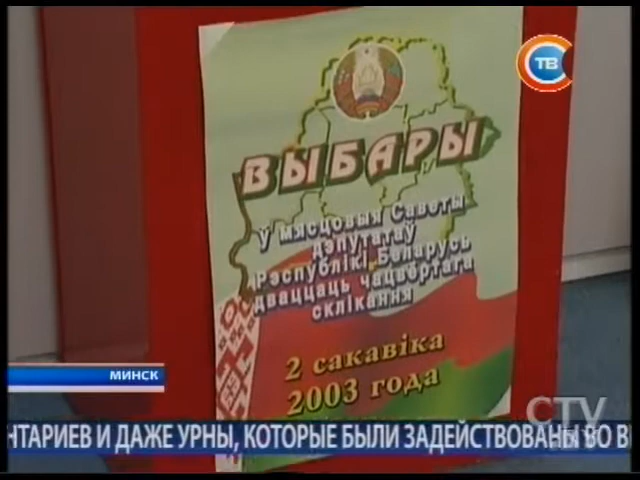 СТВ
ВЫБАРЫ
ў мясцовыя Саветы
дэпутатаў
Рэспублікі Беларусь
дваццаць чацвёртага
склікання
2 сакавіка
2003 года
МИНСК
CTV
НТАРИЕВ И ДАЖЕ УРНЫ, КОТОРЫЕ БЫЛИ ЗАДЕЙСТВОВАНЫ ВО В